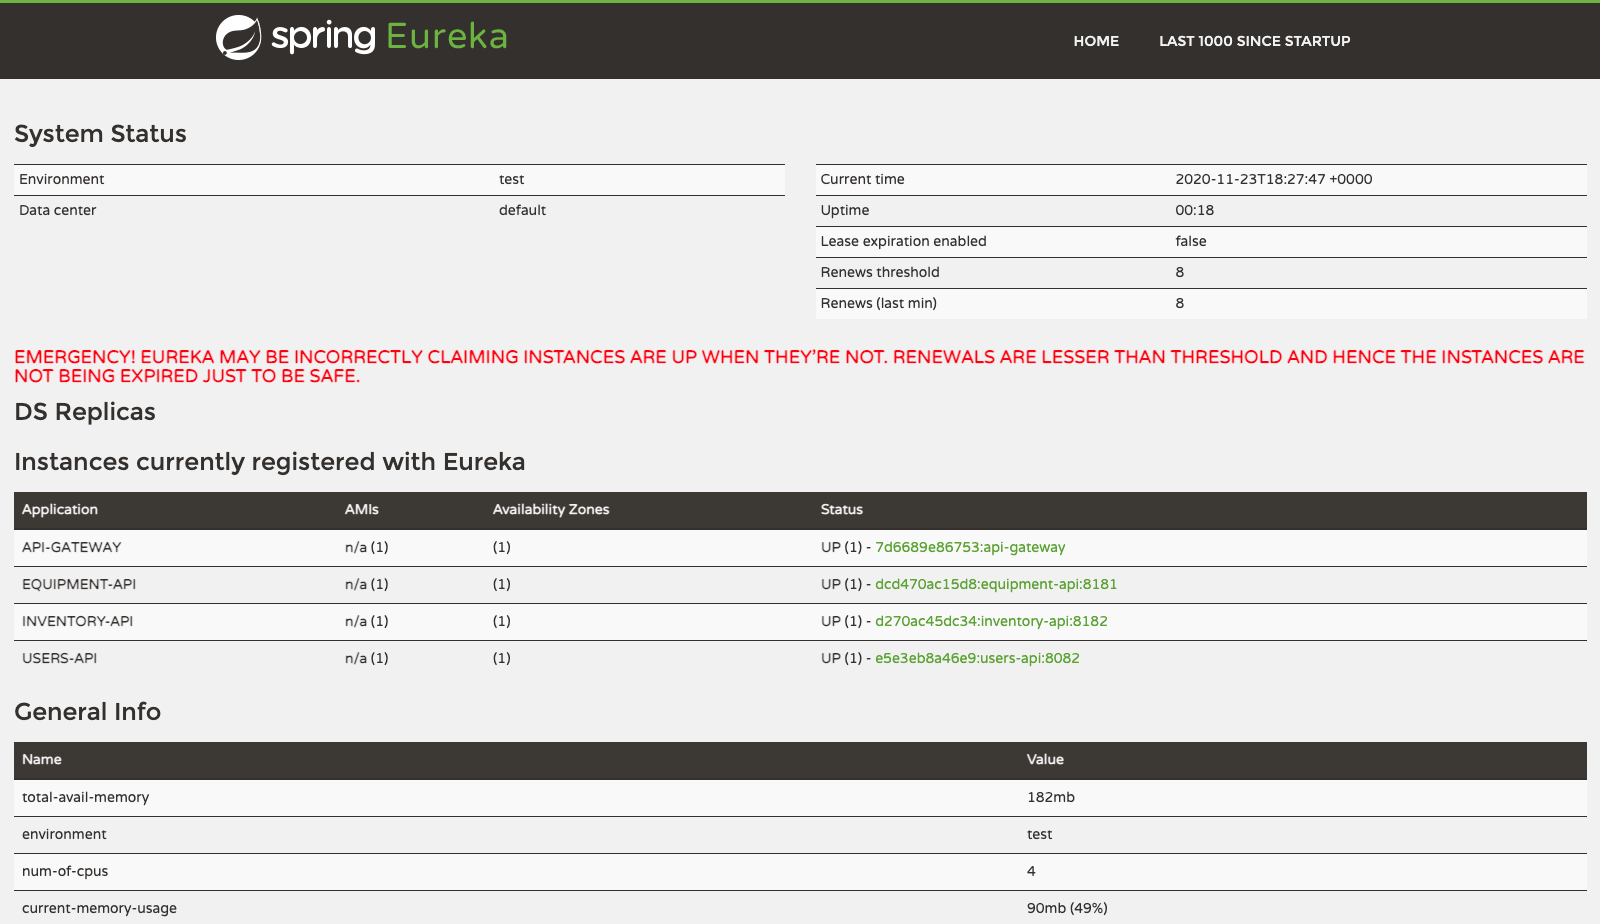 spring Eureka
HOME LAST 1000 SINCE STARTUP
System Status
Environment test
Data center default
Current time 2020-11-23T18:27:47 +0000
Uptime 00:18
Lease expiration enabled false
Renews threshold 8
Renews (last min) 8
EMERGENCY! EUREKA MAY BE INCORRECTLY CLAIMING INSTANCES ARE UP WHEN THEY'RE NOT. RENEWALS ARE LESSER THAN THRESHOLD AND HENCE THE INSTANCES ARE
NOT BEING EXPIRED JUST TO BE SAFE.
DS Replicas
Instances currently registered with Eureka
Application AMIs Availability Zones Status
API-GATEWAY n/a (1) (1) UP (1) - 7d6689e86753:api-gateway
EQUIPMENT-API n/a (1) (1) UP (1) - dcd470ac15d8:equipment-api:8181
INVENTORY-API n/a (1) (1) UP (1) - d270ac45dc34:inventory-api:8182
USERS-API n/a (1) (1) UP (1) - e5e3eb8a46e9:users-api:8082
General Info
Name Value
total-avail-memory 182mb
environment test
num-of-cpus 4
current-memory-usage 90mb (49%)